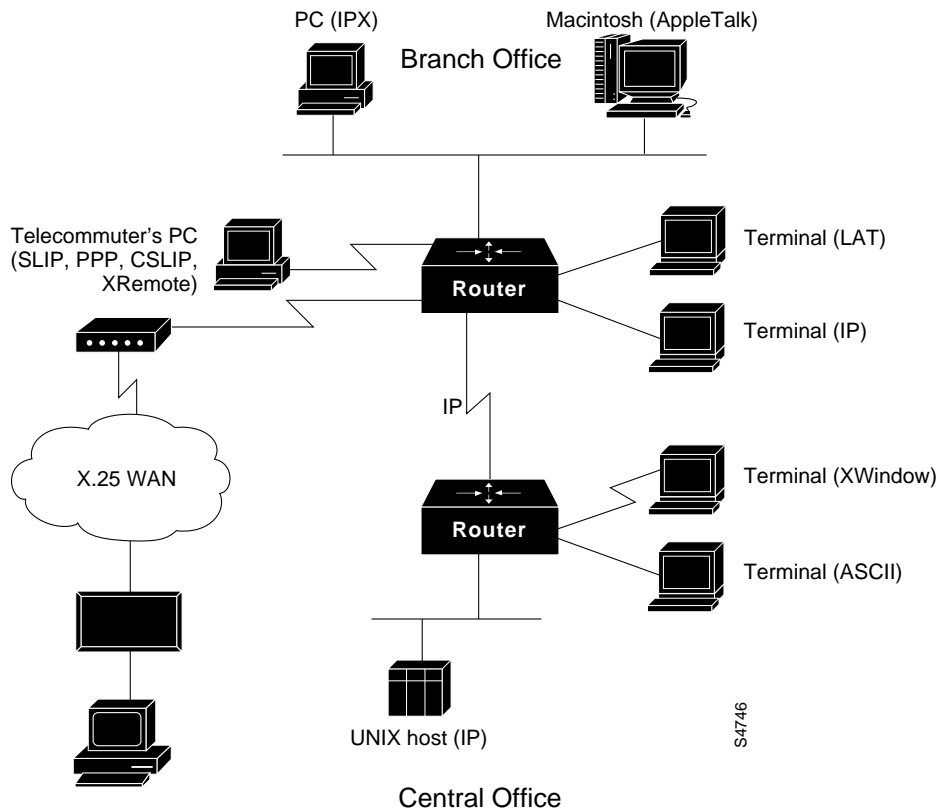 PC (IPX)
Macintosh (AppleTalk)
Branch Office
Telecommuter's PC
(SLIP, PPP, CSLIP,
XRemote)
Router
Terminal (LAT)
Terminal (IP)
IP
X.25 WAN
Router
Terminal (XWindow)
Terminal (ASCII)
UNIX host (IP)
S4746
Central Office